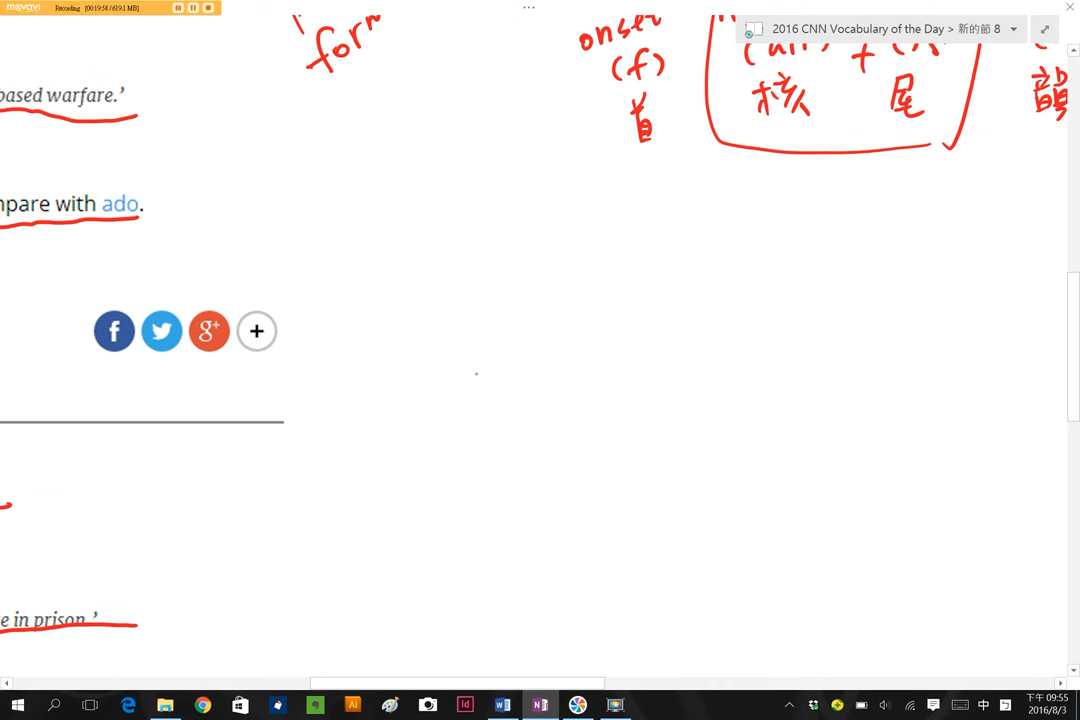 movavi Recording [00:19:58 / 619.1 MB]
2016 CNN Vocabulary of the Day > 新的節 8
form
onset
(f)
首
核
尾
韻
based warfare.’
mpare with ado.
f
g+
+
e in prison.’
中
下午 09:55
2016/8/3